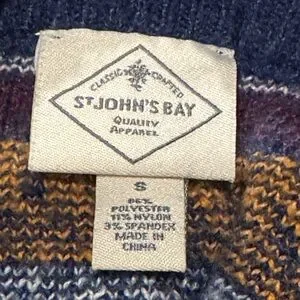 CLASSIC CRAFTED
ST JOHN'S BAY
QUALITY
APPAREL
S
86%
POLYESTER
11% NYLON
3% SPANDEX
MADE IN
CHINA